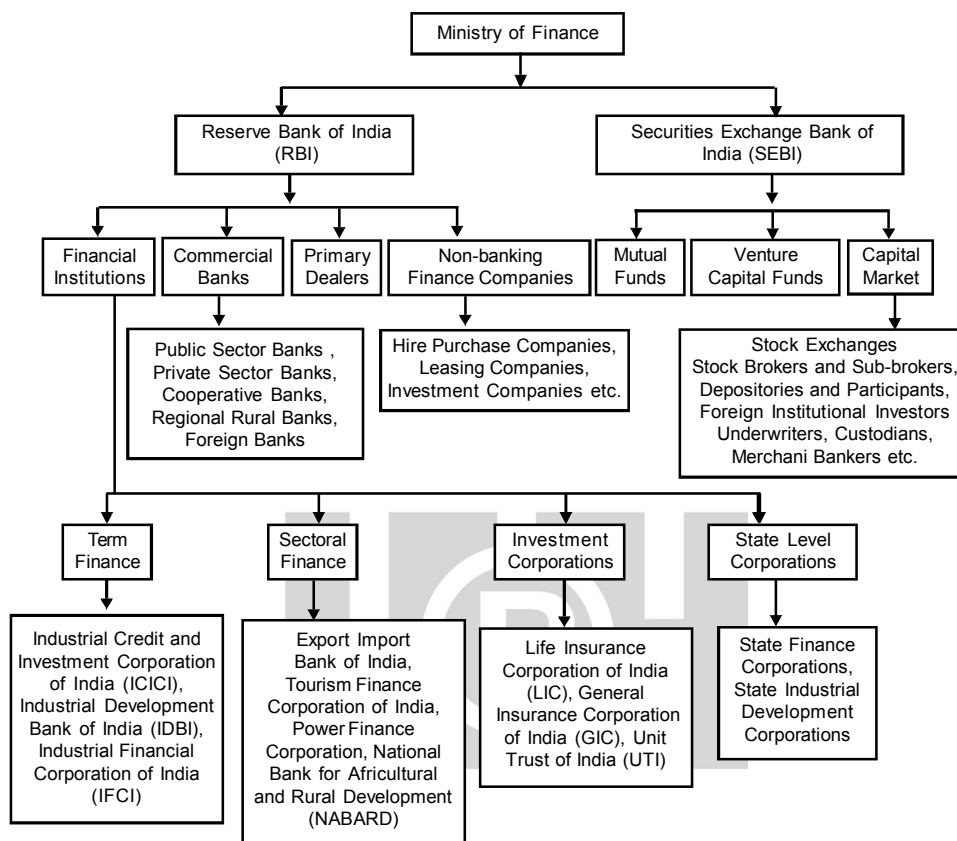 Ministry of Finance
Reserve Bank of India
(RBI)
Securities Exchange Bank of
India (SEBI)
Financial
Institutions
Commercial
Banks
Primary
Dealers
Non-banking
Finance Companies
Mutual
Funds
Venture
Capital Funds
Capital
Market
Public Sector Banks ,
Private Sector Banks,
Cooperative Banks,
Regional Rural Banks,
Foreign Banks
Hire Purchase Companies,
Leasing Companies,
Investment Companies etc.
Stock Exchanges
Stock Brokers and Sub-brokers,
Depositories and Participants,
Foreign Institutional Investors
Underwriters, Custodians,
Merchani Bankers etc.
Term
Finance
Sectoral
Finance
Investment
Corporations
State Level
Corporations
Industrial Credit and
Investment Corporation
of India (ICICI),
Industrial Development
Bank of India (IDBI),
Industrial Financial
Corporation of India
(IFCI)
Export Import
Bank of India,
Tourism Finance
Corporation of India,
Power Finance
Corporation, National
Bank for Africultural
and Rural Development
(NABARD)
Life Insurance
Corporation of India
(LIC), General
Insurance Corporation
of India (GIC), Unit
Trust of India (UTI)
State Finance
Corporations,
State Industrial
Development
Corporations